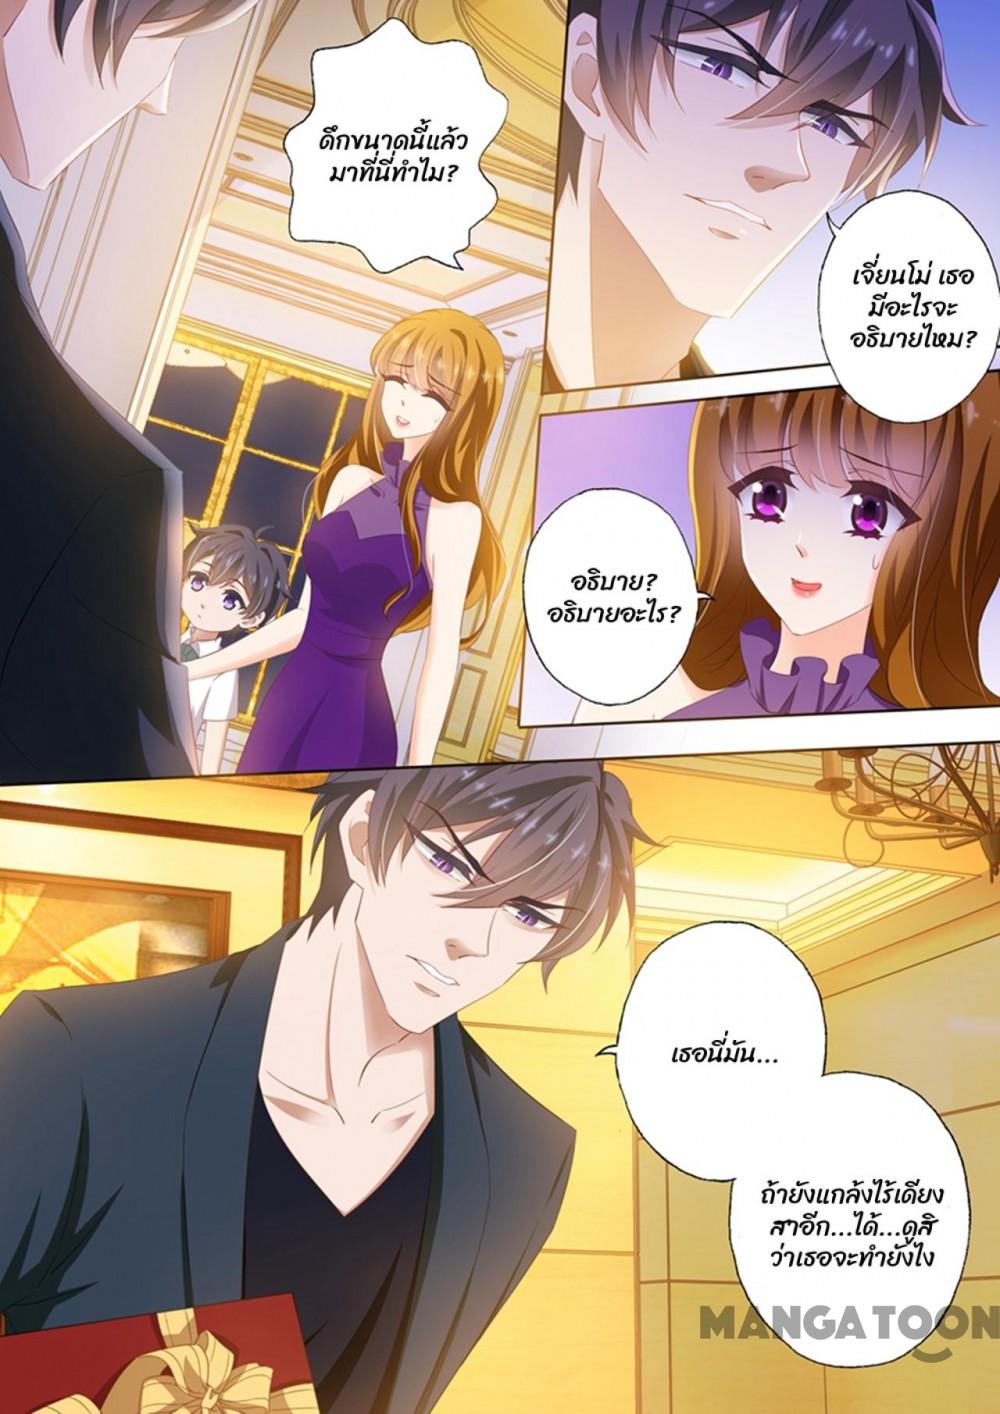 ดึกขนาดนี้แล้ว
มาที่นี่ทำไม?
เจี่ยนโม่ เธอ
มีอะไรจะ
อธิบายไหม?
อธิบาย?
อธิบายอะไร?
เธอนี่มัน...
ถ้ายังแกล้งไร้เดียง
สาอีก...ได้...ดูสิ
ว่าเธอจะทำยังไง
MANGATOON